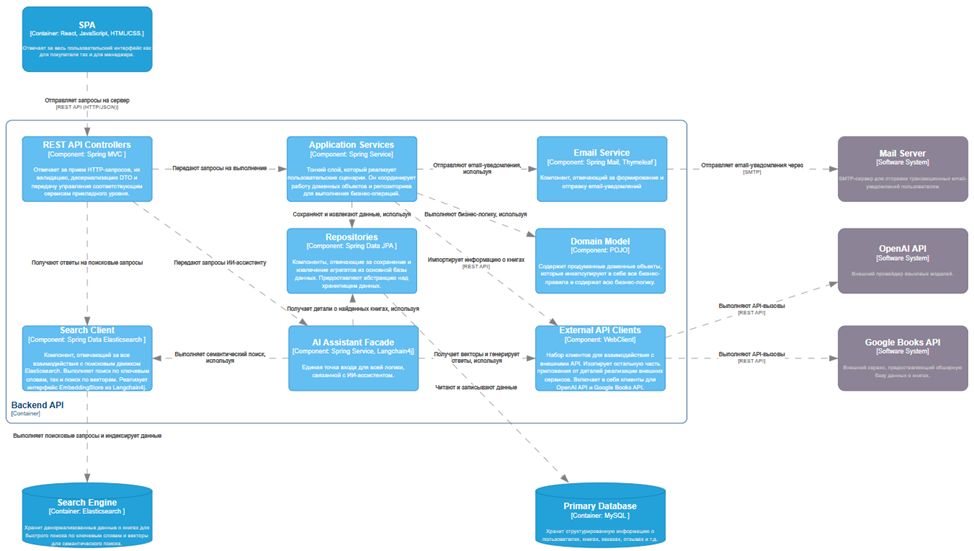 SPA
[Container: React, JavaScript, HTML/CSS.]
Отвечает за весь пользовательский интерфейс как
для покупателя так и для менеджера.
Отправляет запросы на сервер
[REST API (HTTP/JSON)]
REST API Controllers
[Component: Spring MVC ]
Отвечает за прием HTTP-запросов, их
валидацию, десериализацию DTO и
передачу управления соответствующим
сервисам прикладного уровня.
Передают запросы на выполнение
Application Services
[Component: Spring Service]
Тонкий слой, который реализует
пользовательские сценарии. Он координирует
работу доменных объектов и репозиториев
для выполнения бизнес-операций.
Отправляют email-уведомления,
используя
Email Service
[Component: Spring Mail, Thymeleaf ]
Компонент, отвечающий за формирование и
отправку email-уведомлений
Отправляет email-уведомления через
[SMTP]
Mail Server
[Software System]
SMTP-сервер для отправки транзакционных email-
уведомлений пользователям
Сохраняют и извлекают данные, используя
Выполняют бизнес-логику, используя
Repositories
[Component: Spring Data JPA ]
Компоненты, отвечающие за сохранение и
извлечение агрегатов из основной базы
данных. Предоставляют абстракцию над
хранилищем данных.
Domain Model
[Component: POJO]
Содержит продуманные доменные объекты,
которые инкапсулируют в себе все бизнес-
правила и содержат всю бизнес-логику.
OpenAI API
[Software System]
Внешний провайдер языковых моделей.
Получают ответы на поисковые запросы
Передают запросы ИИ-ассистенту
Импортирует информацию о книгах
[REST API]
Получает детали о найденных книгах, используя
Выполняют API-вызовы
[REST API]
Search Client
[Component: Spring Data Elasticsearch ]
Компонент, отвечающий за все
взаимодействия с поисковым движком
Elasticsearch. Выполняет поиск по ключевым
словам, так и поиск по векторам. Реализует
интерфейс EmbeddingStore из Langchain4j.
Выполняет семантический поиск,
используя
AI Assistant Facade
[Component: Spring Service, Langchain4j]
Единая точка входа для всей логики,
связанной с ИИ-ассистентом.
Получает векторы и генерирует
ответы, используя
External API Clients
[Component: WebClient]
Набор клиентов для взаимодействия с
внешними API. Изолирует остальную часть
приложения от деталей реализации внешних
сервисов. Включает в себя клиенты для
OpenAI API и Google Books API.
Выполняют API-вызовы
[REST API]
Google Books API
[Software System]
Внешний сервис, предоставляющий обширную
базу данных о книгах.
Читают и записывают данные
Backend API
[Container]
Выполняет поисковые запросы и индексирует данные
Search Engine
[Container: Elasticsearch ]
Хранит денормализованные данные о книгах для
быстрого поиска по ключевым словам и векторы
для семантического поиска.
Primary Database
[Container: MySQL ]
Хранит структурированную информацию о
пользователях, книгах, заказах, отзывах и т.д.